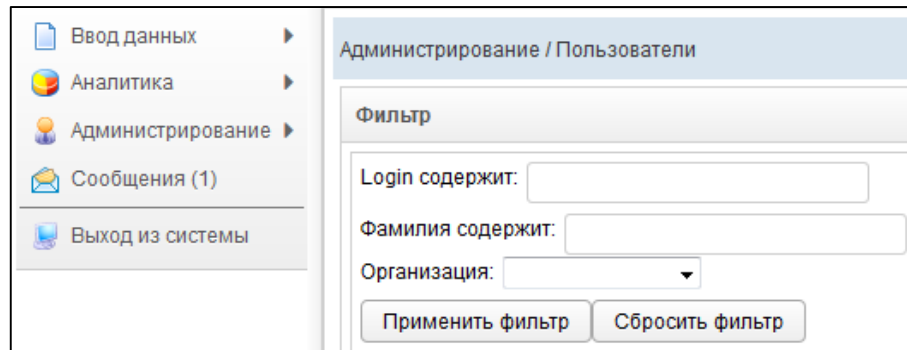 Ввод данных
Аналитика
Администрирование
Сообщения (1)
Выход из системы
Администрирование / Пользователи
Фильтр
Login содержит:
Фамилия содержит:
Организация:
Применить фильтр Сбросить фильтр